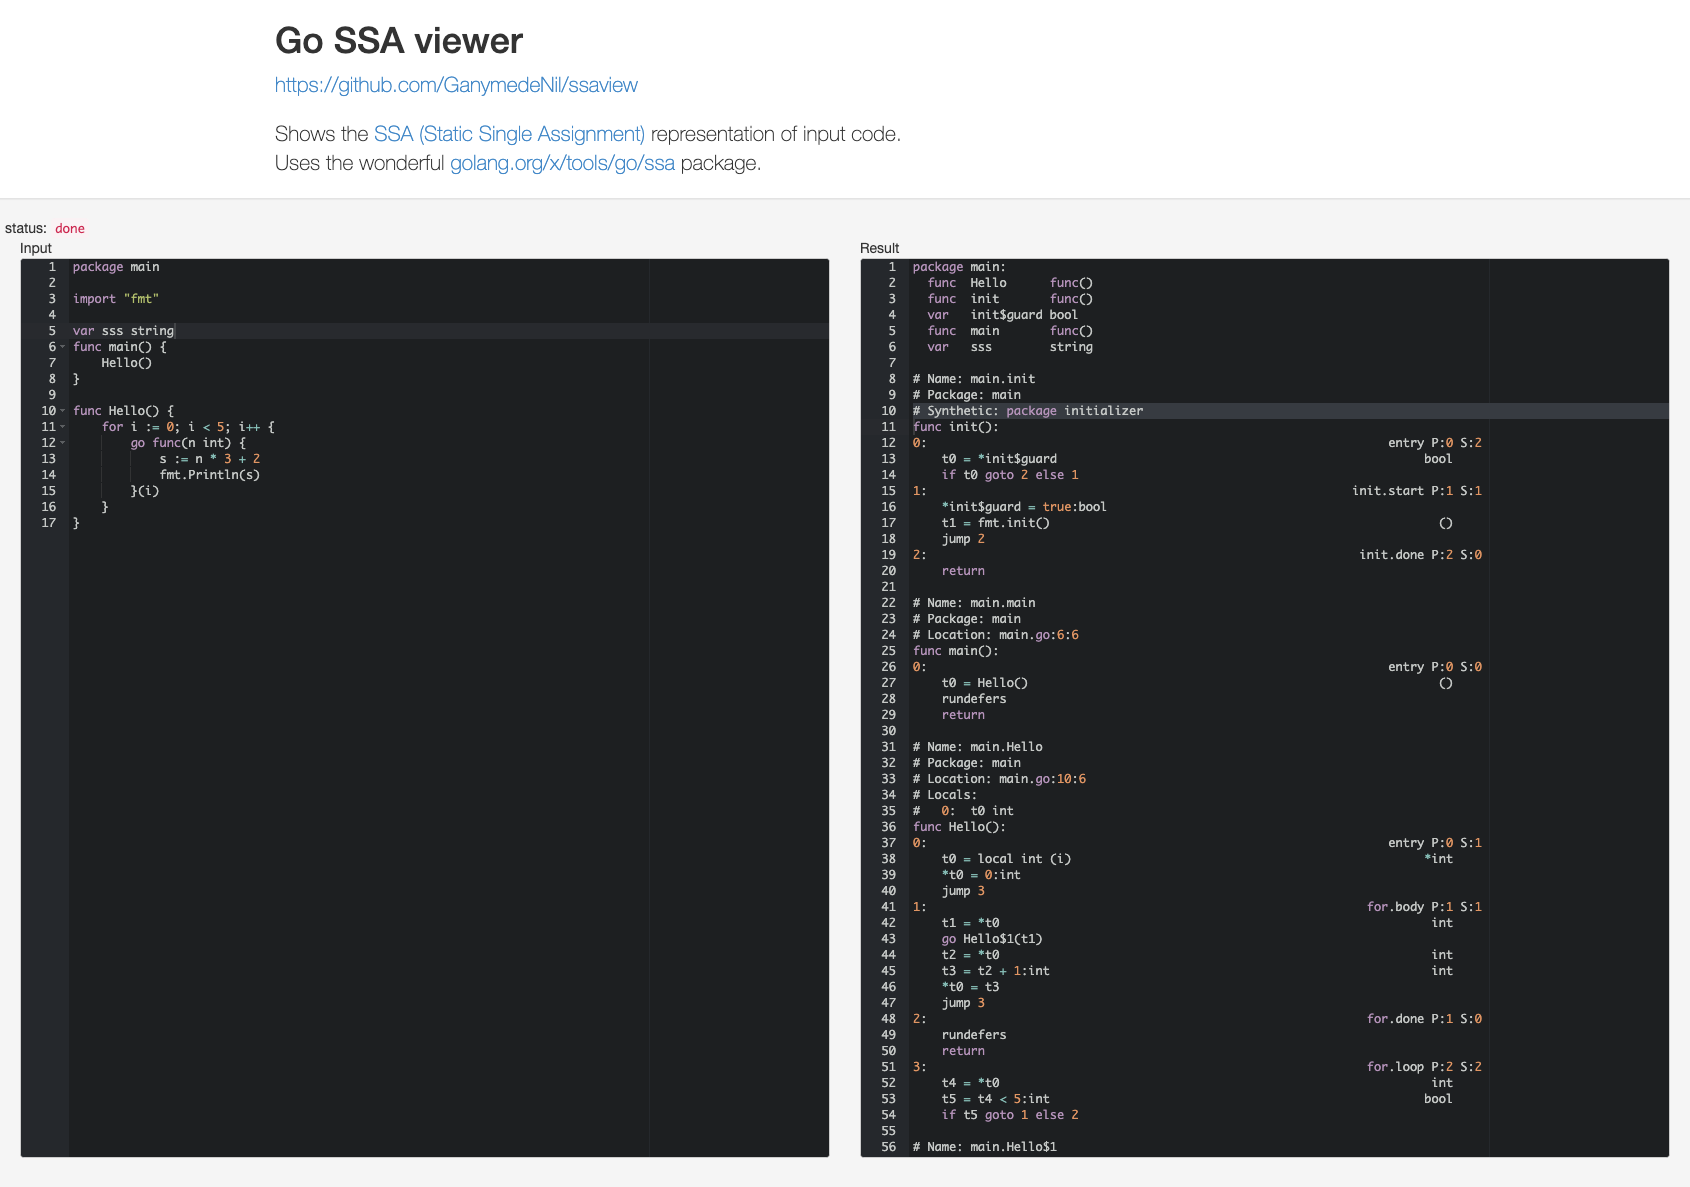 Go SSA viewer
https://github.com/GanymedeNil/ssaview
Shows the SSA (Static Single Assignment) representation of input code.
Uses the wonderful golang.org/x/tools/go/ssa package.
status: done
Input
1 package main
2
3 import "fmt"
4
5 var sss string
6 func main() {
7     Hello()
8 }
9
10 func Hello() {
11     for i := 0; i < 5; i++ {
12         go func(n int) {
13             s := n * 3 + 2
14             fmt.Println(s)
15         }(i)
16     }
17 }
Result
1 package main:
2   func  Hello      func()
3   func  init       func()
4   var   init$guard bool
5   func  main       func()
6   var   sss        string
7
8 # Name: main.init
9 # Package: main
10 # Synthetic: package initializer
11 func init():
12 0:                                                                entry P:0 S:2
13     t0 = *init$guard                                                   bool
14     if t0 goto 2 else 1
15 1:                                                           init.start P:1 S:1
16     *init$guard = true:bool
17     t1 = fmt.init()                                                      ()
18     jump 2
19 2:                                                            init.done P:2 S:0
20     return
21
22 # Name: main.main
23 # Package: main
24 # Location: main.go:6:6
25 func main():
26 0:                                                                entry P:0 S:0
27     t0 = Hello()                                                         ()
28     rundefers
29     return
30
31 # Name: main.Hello
32 # Package: main
33 # Location: main.go:10:6
34 # Locals:
35 #   0:  t0 int
36 func Hello():
37 0:                                                                entry P:0 S:1
38     t0 = local int (i)                                                 *int
39     *t0 = 0:int
40     jump 3
41 1:                                                             for.body P:1 S:1
42     t1 = *t0                                                            int
43     go Hello$1(t1)
44     t2 = *t0                                                            int
45     t3 = t2 + 1:int                                                     int
46     *t0 = t3
47     jump 3
48 2:                                                             for.done P:1 S:0
49     rundefers
50     return
51 3:                                                             for.loop P:2 S:2
52     t4 = *t0                                                            int
53     t5 = t4 < 5:int                                                    bool
54     if t5 goto 1 else 2
55
56 # Name: main.Hello$1